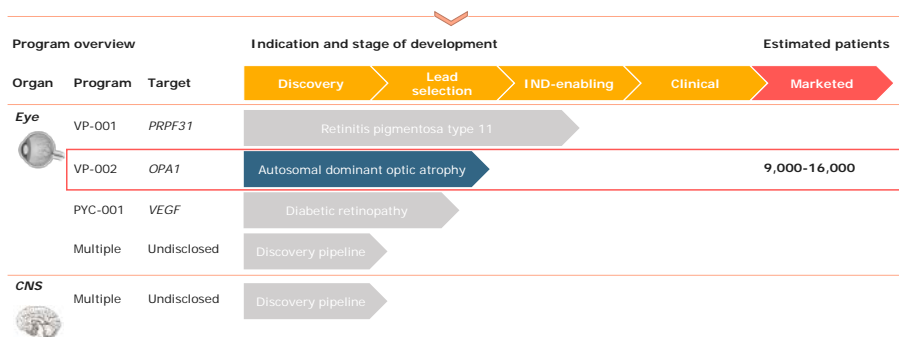 Program overview Indication and stage of development Estimated patients
Organ Program Target Discovery Lead selection IND-enabling Clinical Marketed
Eye
VP-001 PRPF31 Retinitis pigmentosa type 11
VP-002 OPA1 Autosomal dominant optic atrophy 9,000-16,000
PYC-001 VEGF Diabetic retinopathy
Multiple Undisclosed Discovery pipeline
CNS
Multiple Undisclosed Discovery pipeline